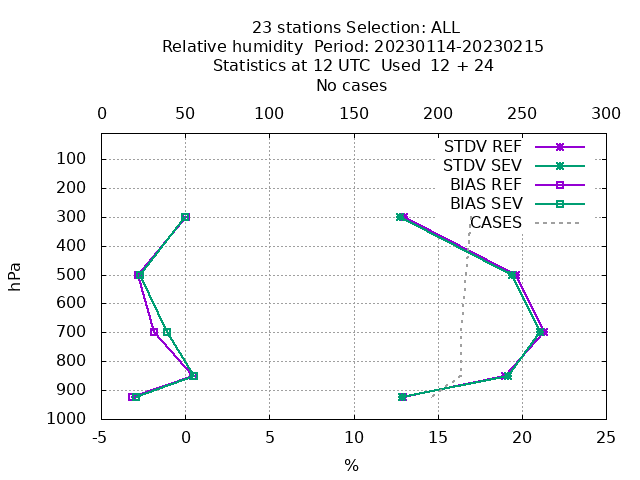 23 stations Selection: ALL
Relative humidity  Period: 20230114-20230215
Statistics at 12 UTC  Used  12 + 24
No cases
0 50 100 150 200 250 300
STDV REF
STDV SEV
BIAS REF
BIAS SEV
CASES
100
200
300
400
500
600
700
800
900
1000
hPa
-5 0 5 10 15 20 25
%